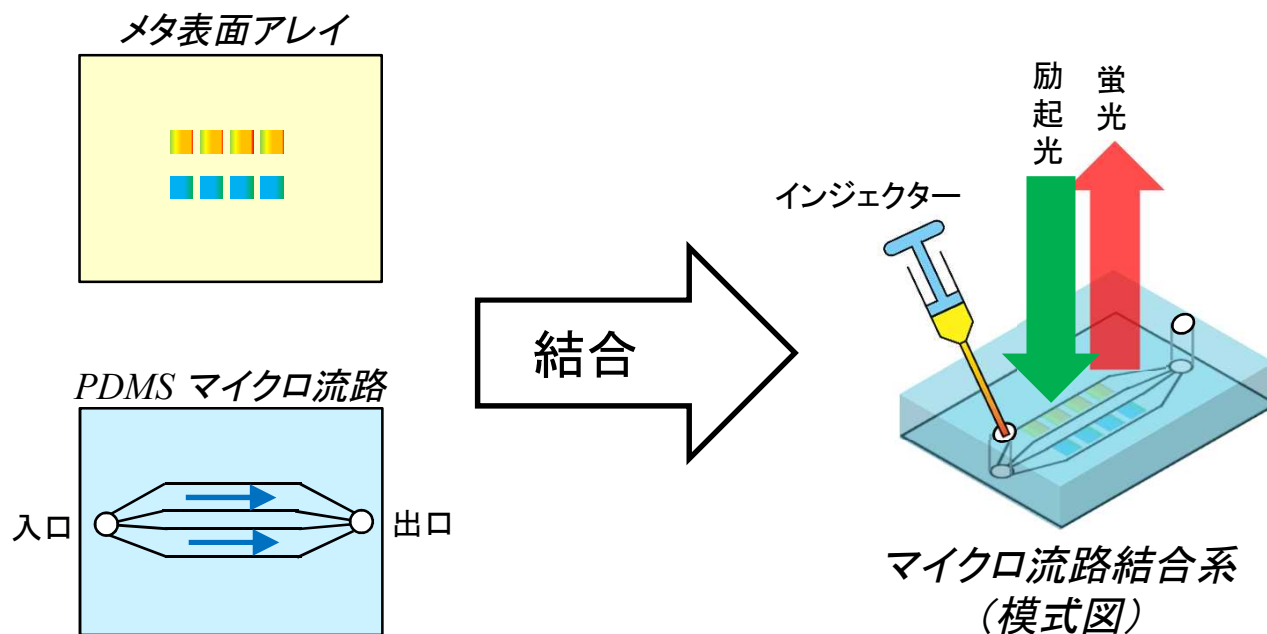 メタ表面アレイ
PDMS マイクロ流路
入口
出口
結合
励起光
蛍光
インジェクター
マイクロ流路結合系
(模式図)